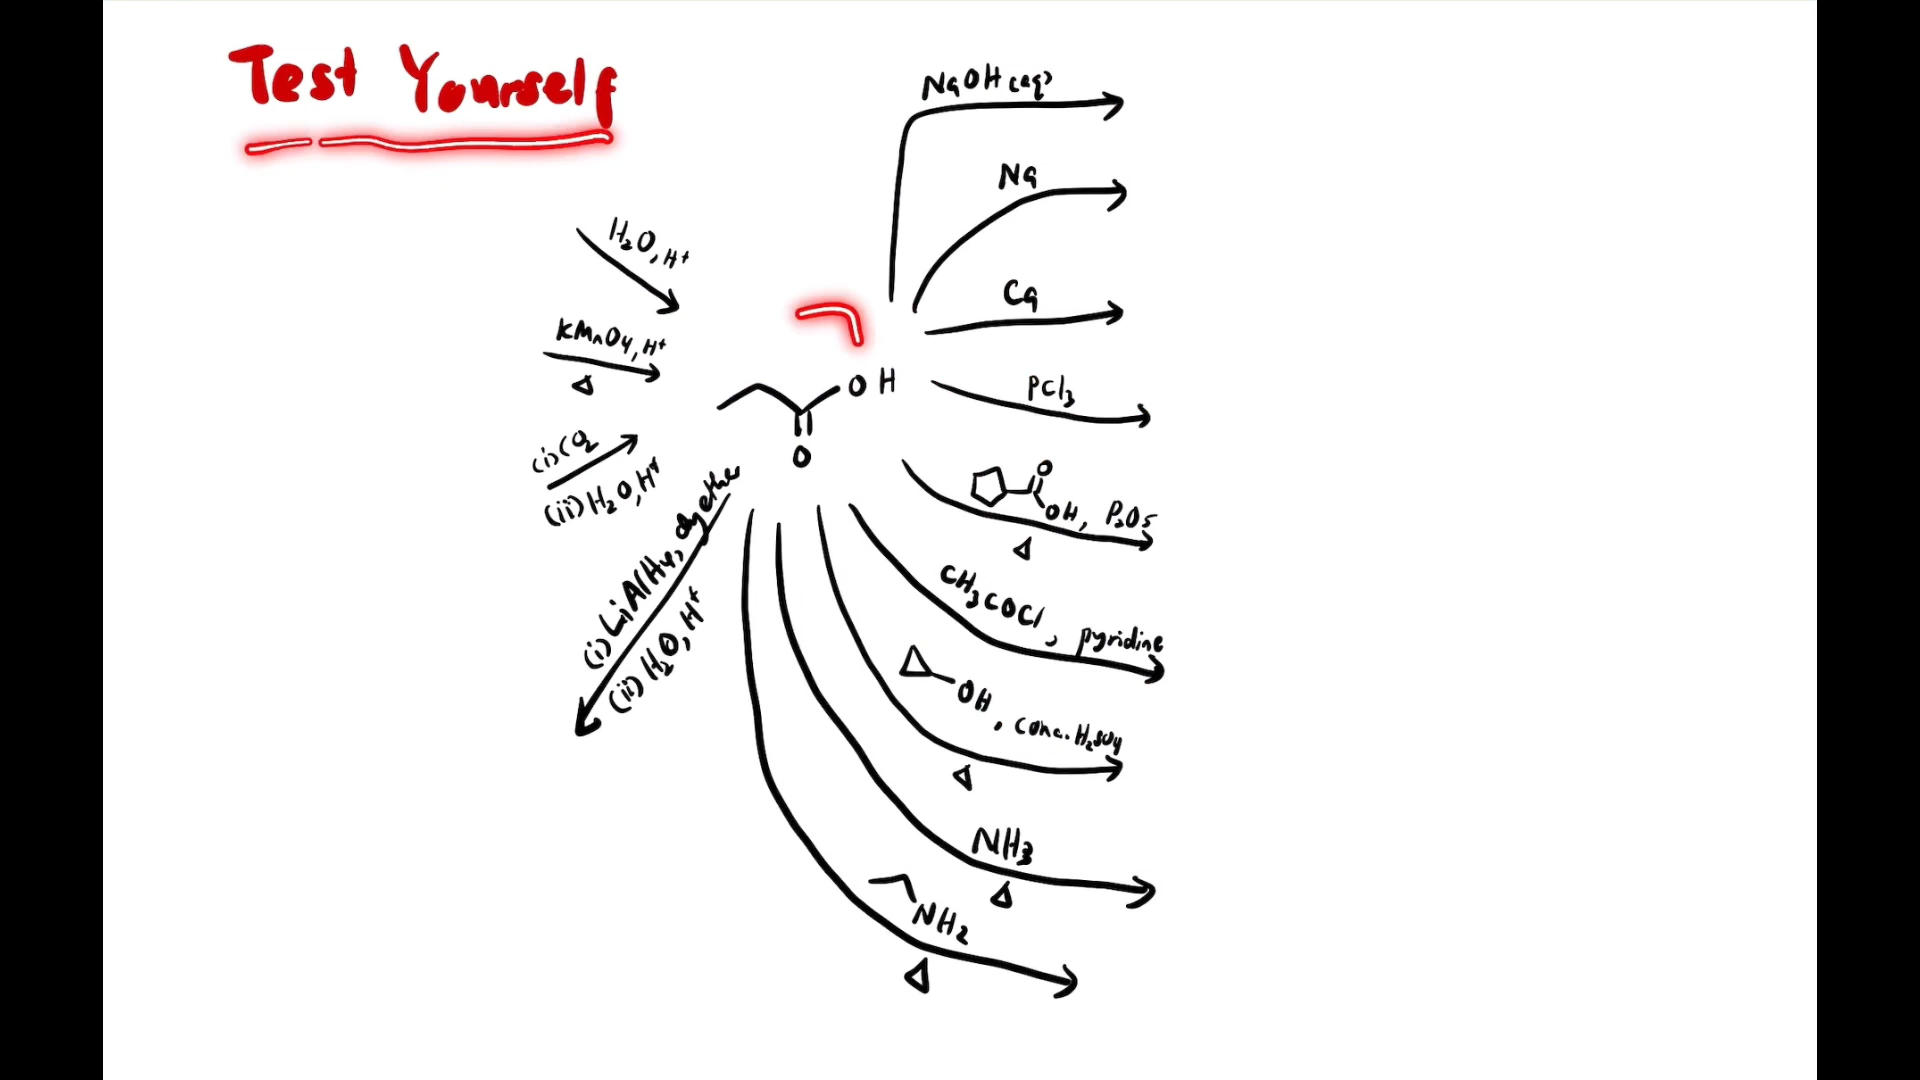 Test Yourself
NaOH (aq)
Na
H₂O, H⁺
Ca
KMnO₄, H⁺
Δ
OH
O
PCl₃
(i) CO₂
(ii) H₂O, H⁺
O
OH, P₂O₅
Δ
(i) LiAlH₄, dry ether
(ii) H₂O, H⁺
CH₃COCl, pyridine
OH, conc. H₂SO₄
Δ
NH₃
Δ
NH₂
Δ